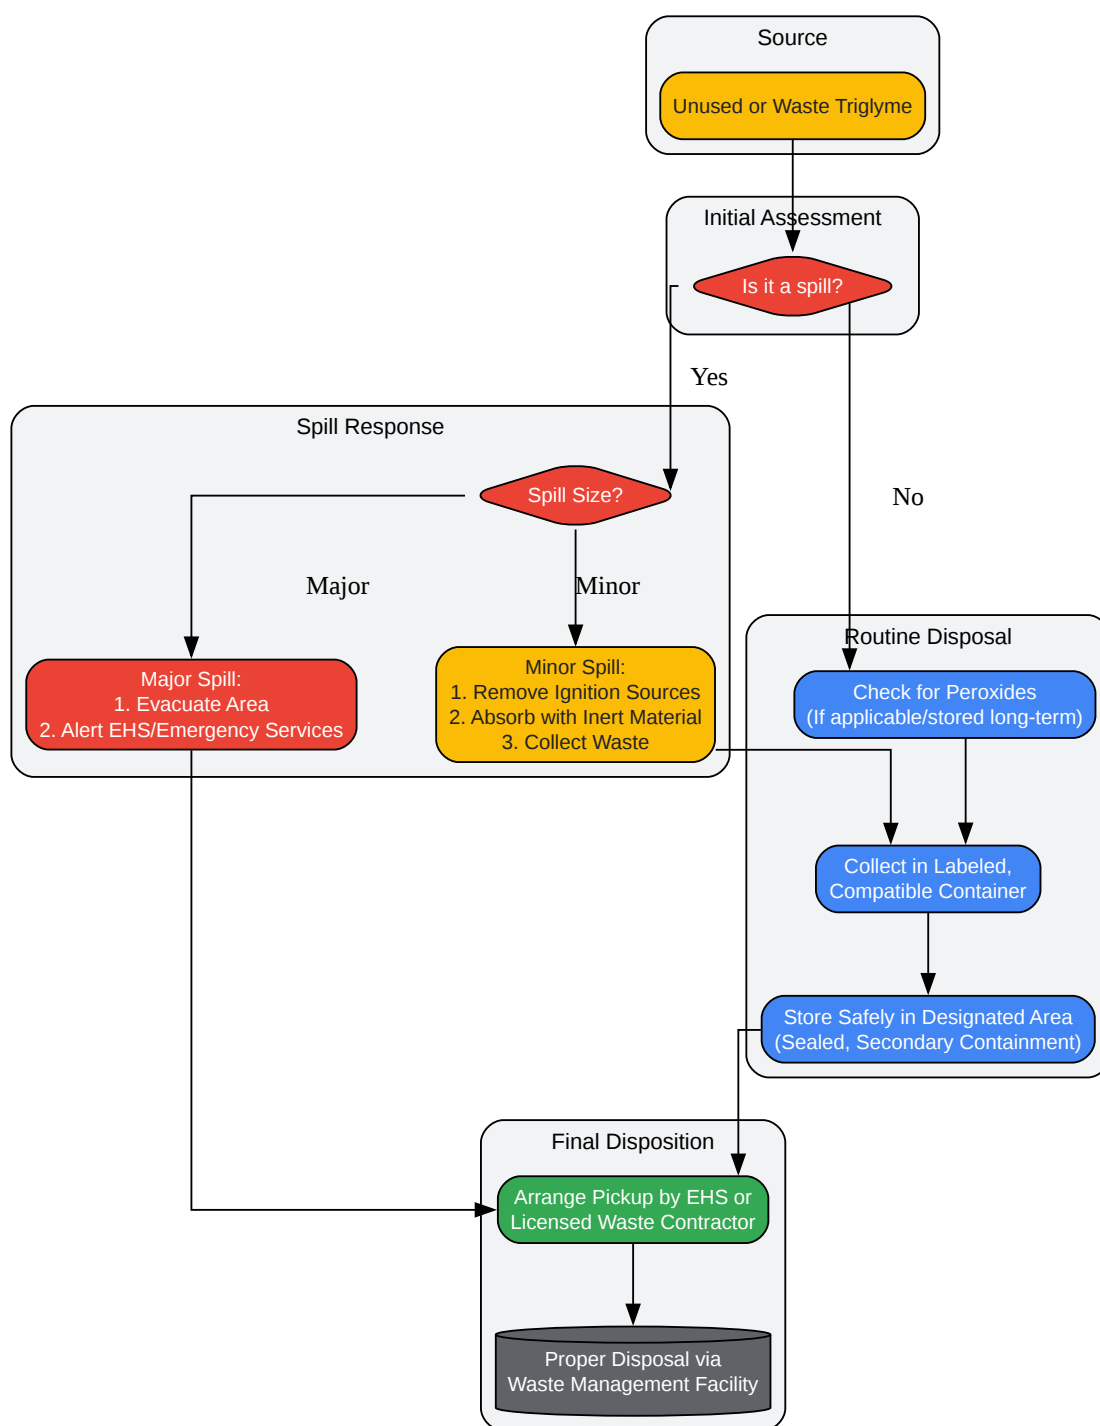 Source
Unused or Waste Triglyme
Initial Assessment
Is it a spill?
Yes
No
Spill Response
Spill Size?
Major
Minor
Major Spill:
1. Evacuate Area
2. Alert EHS/Emergency Services
Minor Spill:
1. Remove Ignition Sources
2. Absorb with Inert Material
3. Collect Waste
Routine Disposal
Check for Peroxides
(If applicable/stored long-term)
Collect in Labeled,
Compatible Container
Store Safely in Designated Area
(Sealed, Secondary Containment)
Final Disposition
Arrange Pickup by EHS or
Licensed Waste Contractor
Proper Disposal via
Waste Management Facility